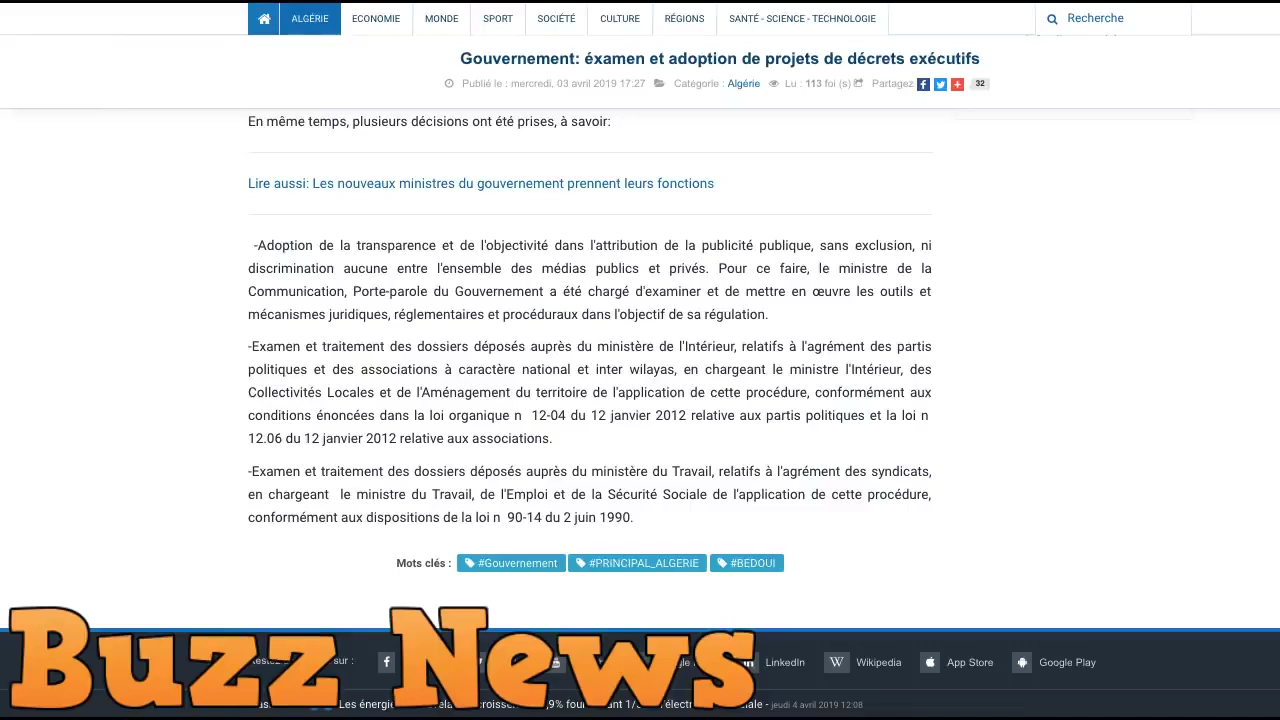 ALGÉRIE ECONOMIE MONDE SPORT SOCIÉTÉ CULTURE RÉGIONS SANTÉ - SCIENCE - TECHNOLOGIE Recherche
Gouvernement: éxamen et adoption de projets de décrets exécutifs
Publié le : mercredi, 03 avril 2019 17:27 Catégorie : Algérie Lu : 113 foi (s) Partagez 32
En même temps, plusieurs décisions ont été prises, à savoir:
Lire aussi: Les nouveaux ministres du gouvernement prennent leurs fonctions
-Adoption de la transparence et de l'objectivité dans l'attribution de la publicité publique, sans exclusion, ni
discrimination aucune entre l'ensemble des médias publics et privés. Pour ce faire, le ministre de la
Communication, Porte-parole du Gouvernement a été chargé d'examiner et de mettre en œuvre les outils et
mécanismes juridiques, réglementaires et procéduraux dans l'objectif de sa régulation.
-Examen et traitement des dossiers déposés auprès du ministère de l'Intérieur, relatifs à l'agrément des partis
politiques et des associations à caractère national et inter wilayas, en chargeant le ministre l'Intérieur, des
Collectivités Locales et de l'Aménagement du territoire de l'application de cette procédure, conformément aux
conditions énoncées dans la loi organique n 12-04 du 12 janvier 2012 relative aux partis politiques et la loi n
12.06 du 12 janvier 2012 relative aux associations.
-Examen et traitement des dossiers déposés auprès du ministère du Travail, relatifs à l'agrément des syndicats,
en chargeant le ministre du Travail, de l'Emploi et de la Sécurité Sociale de l'application de cette procédure,
conformément aux dispositions de la loi n 90-14 du 2 juin 1990.
Mots clés : #Gouvernement #PRINCIPAL_ALGERIE #BEDOUI
Buzz News
sur : LinkedIn Wikipedia App Store Google Play
Les - jeudi 4 avril 2019 12:08